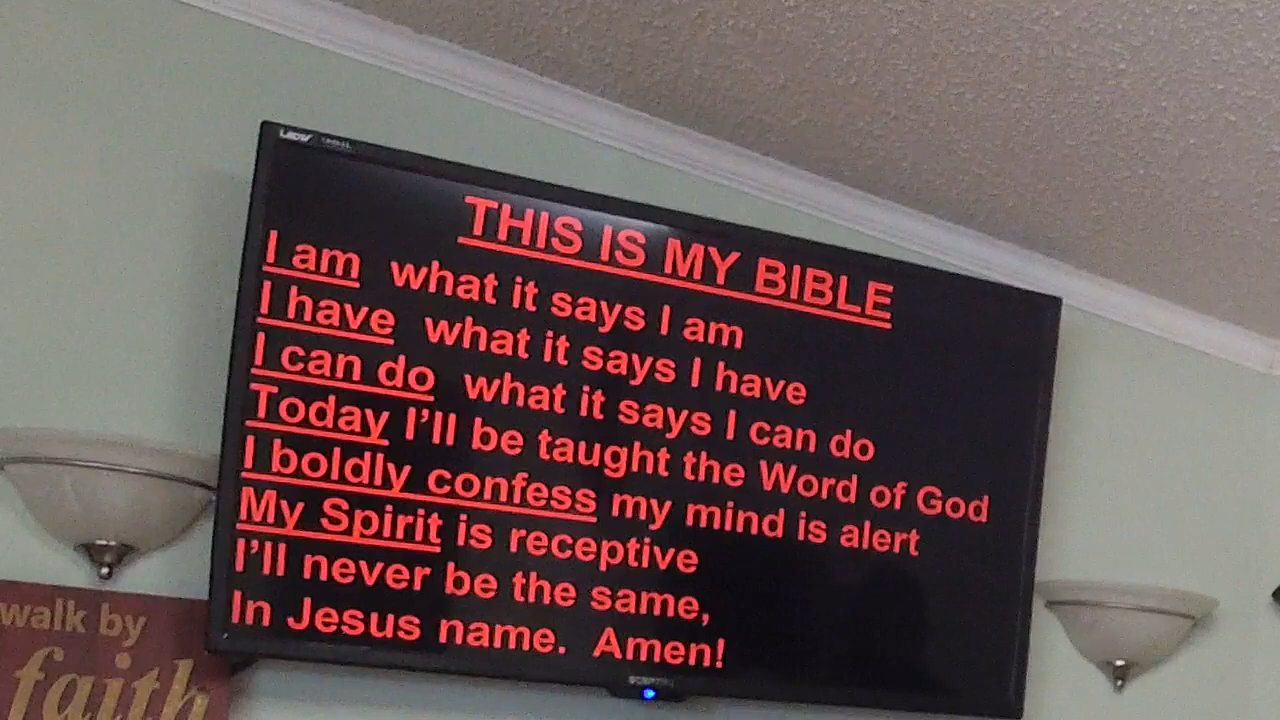 THIS IS MY BIBLE
I am what it says I am
I have what it says I have
I can do what it says I can do
Today I’ll be taught the Word of God
I boldly confess my mind is alert
My Spirit is receptive
I’ll never be the same,
In Jesus name. Amen!
walk by
faith